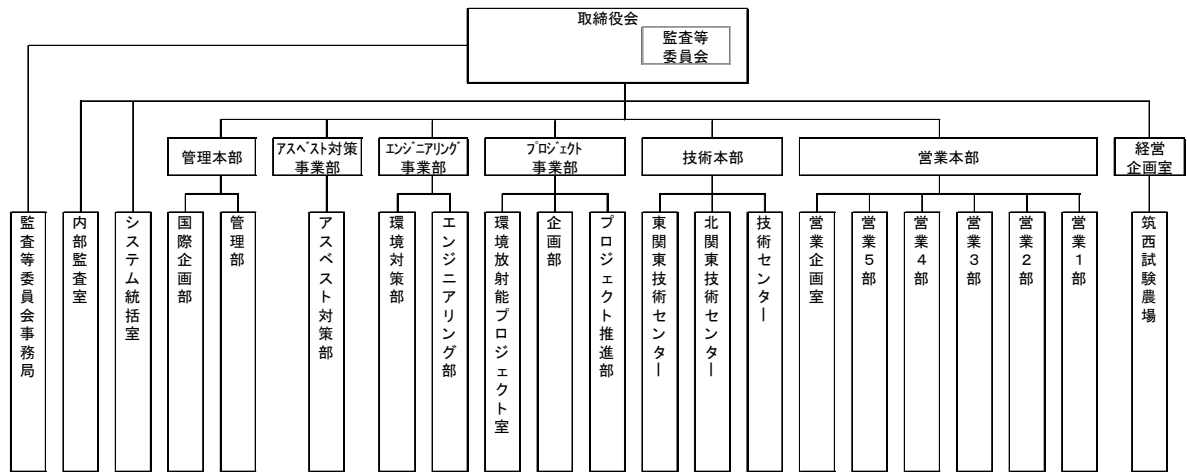 取締役会
監査等
委員会
管理本部
アスベスト対策
事業部
エンジニアリング
事業部
プロジェクト
事業部
技術本部
営業本部
経営
企画室
監査等委員会事務局
内部監査室
システム統括室
国際企画部
管理部
アスベスト対策部
環境対策部
エンジニアリング部
環境放射能プロジェクト室
企画部
プロジェクト推進部
東関東技術センター
北関東技術センター
技術センター
営業企画室
営業5部
営業4部
営業3部
営業2部
営業1部
筑西試験農場